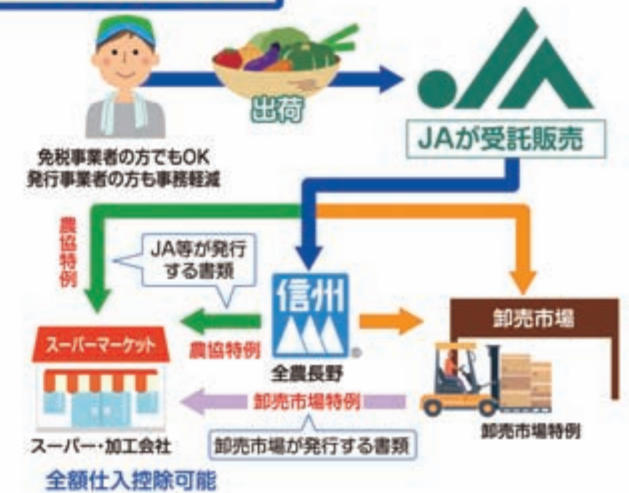 出荷
免税事業者の方でもOK
発行事業者の方も事務軽減
JAが受託販売
農協特例
JA等が発行
する書類
信州
®
全農長野
農協特例
卸売市場
スーパーマーケット
卸売市場特例
卸売市場特例
スーパー・加工会社
卸売市場が発行する書類
全額仕入控除可能